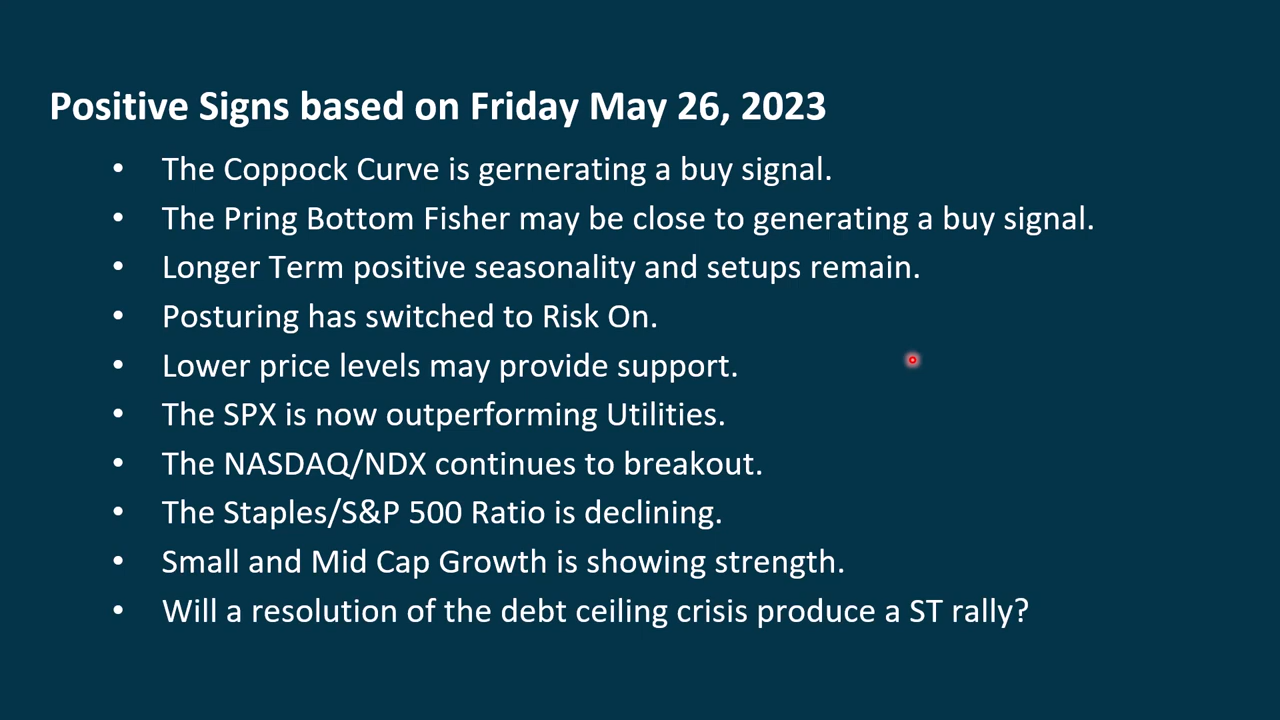 Positive Signs based on Friday May 26, 2023
• The Coppock Curve is gernerating a buy signal.
• The Pring Bottom Fisher may be close to generating a buy signal.
• Longer Term positive seasonality and setups remain.
• Posturing has switched to Risk On.
• Lower price levels may provide support.
• The SPX is now outperforming Utilities.
• The NASDAQ/NDX continues to breakout.
• The Staples/S&P 500 Ratio is declining.
• Small and Mid Cap Growth is showing strength.
• Will a resolution of the debt ceiling crisis produce a ST rally?